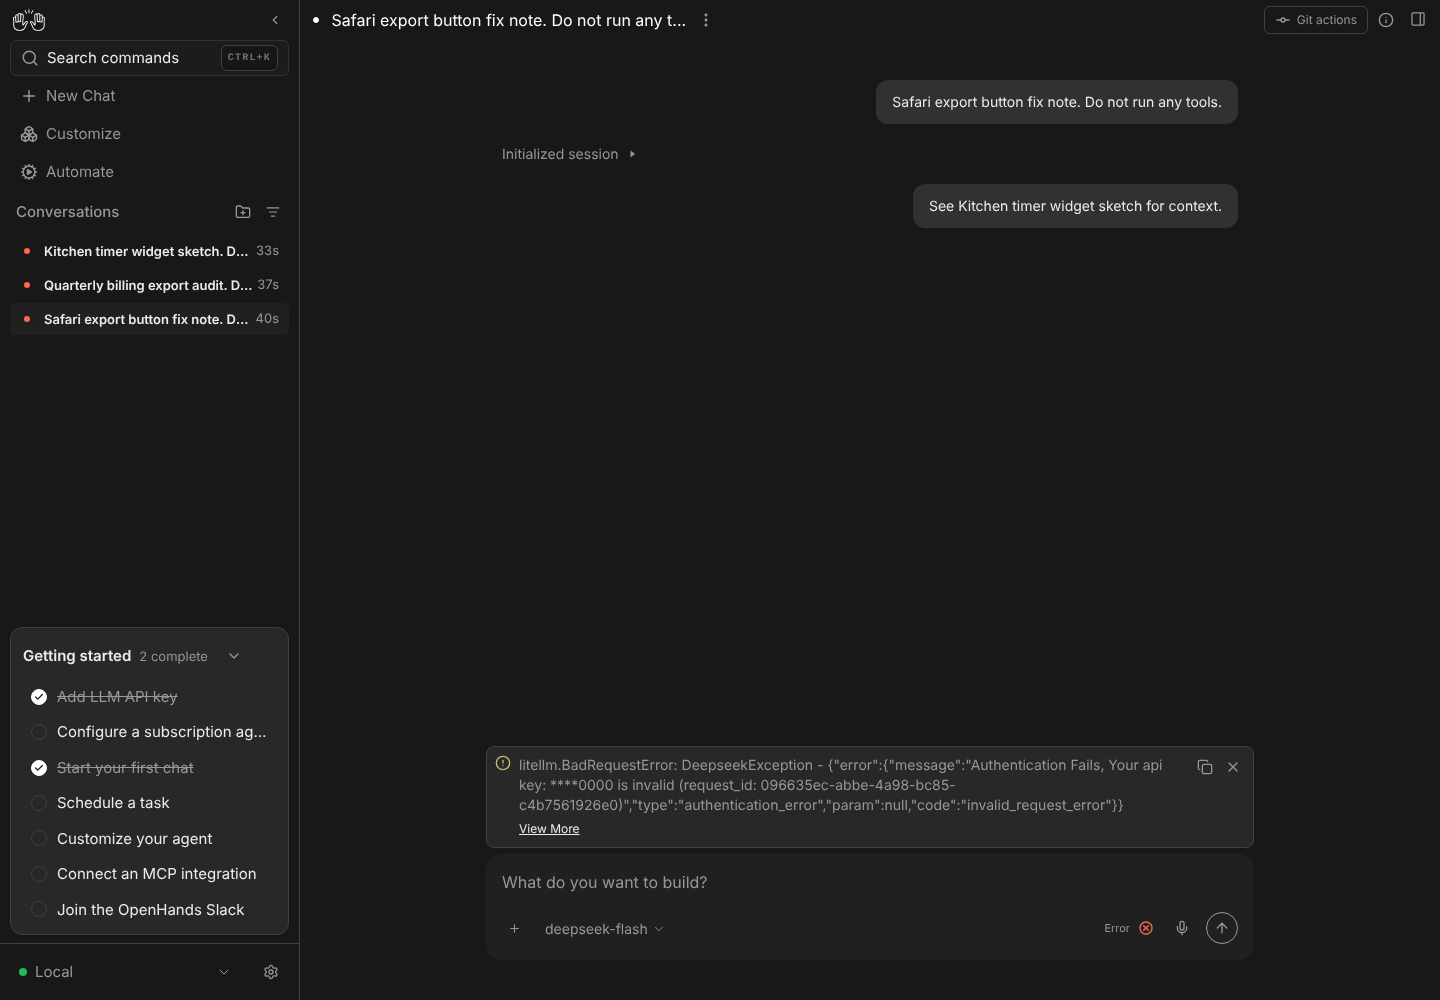 Search commands
CTRL+K
New Chat
Customize
Automate
Conversations
Kitchen timer widget sketch. D... 33s
Quarterly billing export audit. D... 37s
Safari export button fix note. D... 40s
Getting started 2 complete
Add LLM API key
Configure a subscription ag...
Start your first chat
Schedule a task
Customize your agent
Connect an MCP integration
Join the OpenHands Slack
Local
Safari export button fix note. Do not run any t...
Git actions
Safari export button fix note. Do not run any tools.
Initialized session
See Kitchen timer widget sketch for context.
litellm.BadRequestError: DeepseekException - {"error":{"message":"Authentication Fails, Your api
key: ****0000 is invalid (request_id: 096635ec-abbe-4a98-bc85-
c4b7561926e0)","type":"authentication_error","param":null,"code":"invalid_request_error"}}
View More
What do you want to build?
deepseek-flash
Error